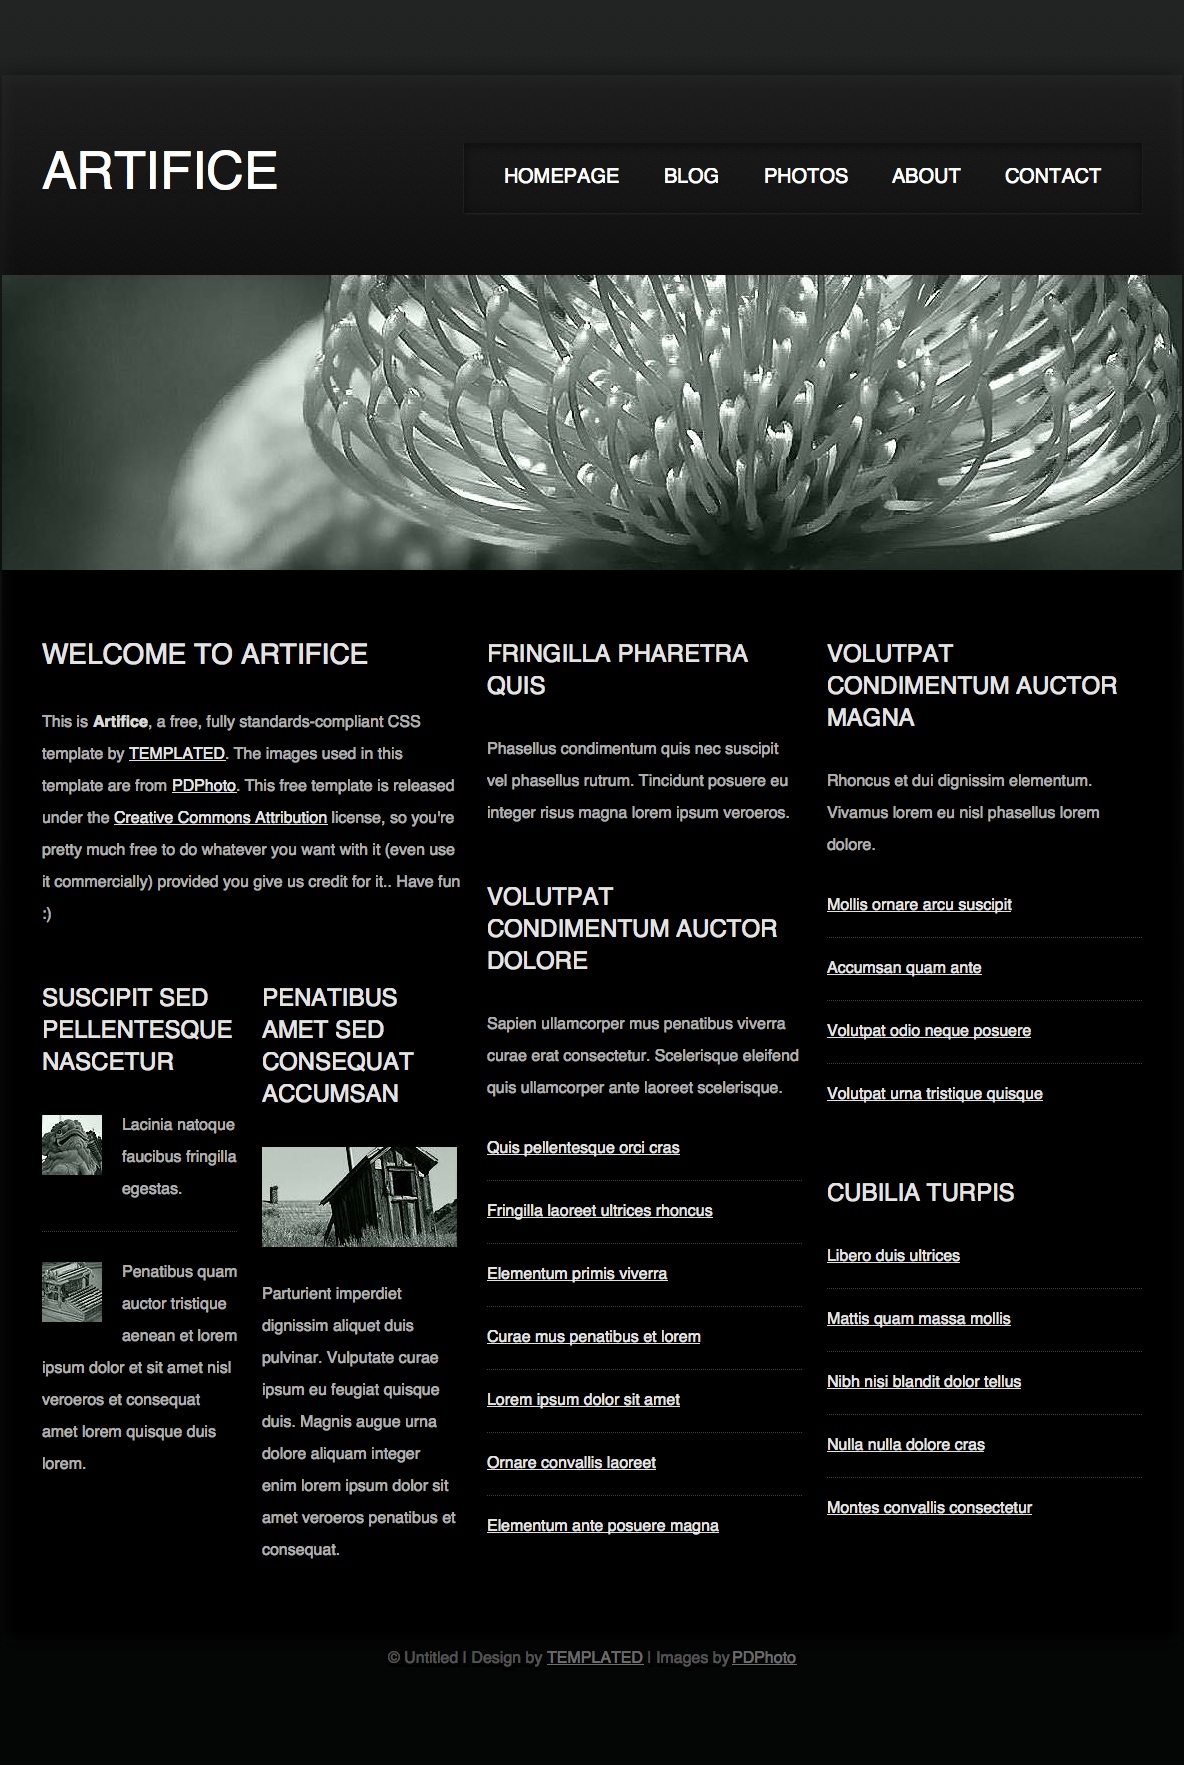 ARTIFICE
HOMEPAGE BLOG PHOTOS ABOUT CONTACT
WELCOME TO ARTIFICE
This is Artifice, a free, fully standards-compliant CSS
template by TEMPLATED. The images used in this
template are from PDPhoto. This free template is released
under the Creative Commons Attribution license, so you're
pretty much free to do whatever you want with it (even use
it commercially) provided you give us credit for it.. Have fun
:)
SUSCIPIT SED
PELLENTESQUE
NASCETUR
Lacinia natoque
faucibus fringilla
egestas.
Penatibus quam
auctor tristique
aenean et lorem
ipsum dolor et sit amet nisl
veroeros et consequat
amet lorem quisque duis
lorem.
PENATIBUS
AMET SED
CONSEQUAT
ACCUMSAN
Parturient imperdiet
dignissim aliquet duis
pulvinar. Vulputate curae
ipsum eu feugiat quisque
duis. Magnis augue urna
dolore aliquam integer
enim lorem ipsum dolor sit
amet veroeros penatibus et
consequat.
FRINGILLA PHARETRA
QUIS
Phasellus condimentum quis nec suscipit
vel phasellus rutrum. Tincidunt posuere eu
integer risus magna lorem ipsum veroeros.
VOLUTPAT
CONDIMENTUM AUCTOR
DOLORE
Sapien ullamcorper mus penatibus viverra
curae erat consectetur. Scelerisque eleifend
quis ullamcorper ante laoreet scelerisque.
Quis pellentesque orci cras
Fringilla laoreet ultrices rhoncus
Elementum primis viverra
Curae mus penatibus et lorem
Lorem ipsum dolor sit amet
Ornare convallis laoreet
Elementum ante posuere magna
VOLUTPAT
CONDIMENTUM AUCTOR
MAGNA
Rhoncus et dui dignissim elementum.
Vivamus lorem eu nisl phasellus lorem
dolore.
Mollis ornare arcu suscipit
Accumsan quam ante
Volutpat odio neque posuere
Volutpat urna tristique quisque
CUBILIA TURPIS
Libero duis ultrices
Mattis quam massa mollis
Nibh nisi blandit dolor tellus
Nulla nulla dolore cras
Montes convallis consectetur
© Untitled | Design by TEMPLATED | Images by PDPhoto